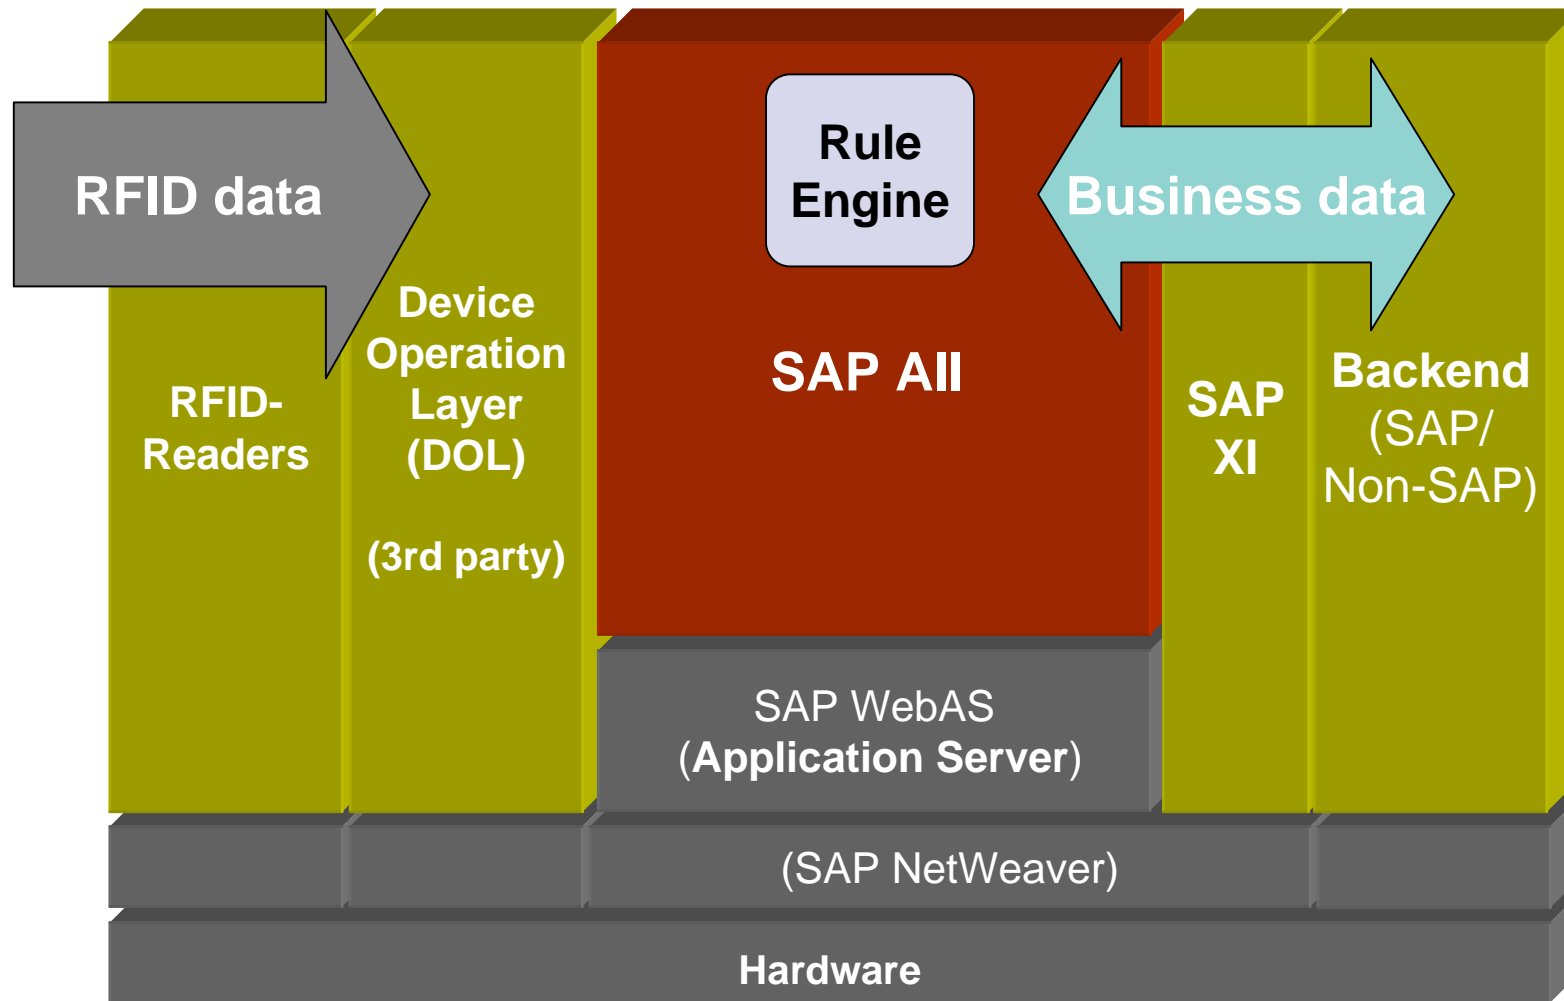 RFID data
Rule
Engine
Business data
RFID-
Readers
Device
Operation
Layer
(DOL)
(3rd party)
SAP AII
SAP
XI
Backend
(SAP/
Non-SAP)
SAP WebAS
(Application Server)
(SAP NetWeaver)
Hardware